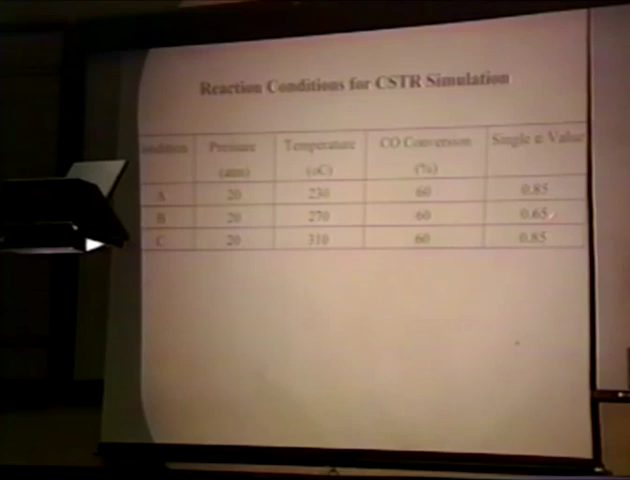 Reaction Conditions for CSTR Simulation
Pressure Temperature CO Conversion Single α Value
(atm) (oC) (%)
A 20 230 60 0.85
B 20 270 60 0.65
C 20 310 60 0.85